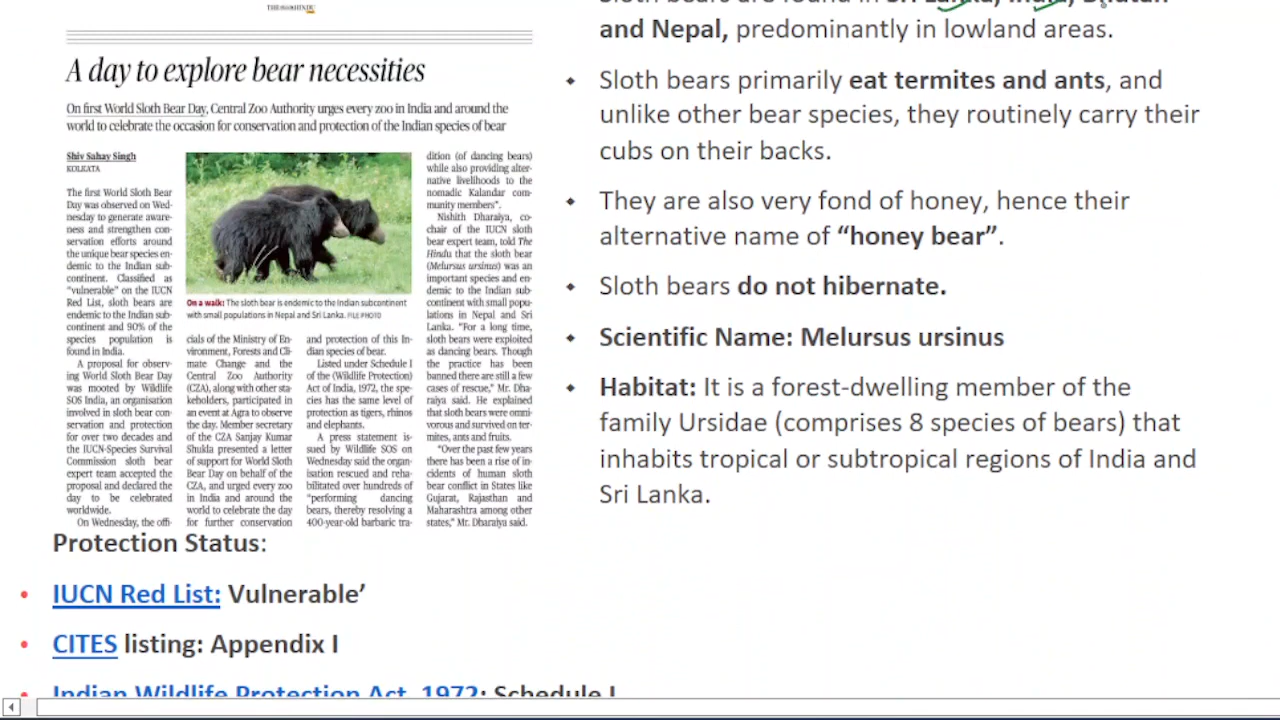 THE HINDU
A day to explore bear necessities
On first World Sloth Bear Day, Central Zoo Authority urges every zoo in India and around the
world to celebrate the occasion for conservation and protection of the Indian species of bear
Shiv Sahay Singh
KOLKATA
The first World Sloth Bear
Day was observed on Wed-
nesday to generate aware-
ness and strengthen con-
servation efforts around
the unique bear species en-
demic to the Indian sub-
continent. Classified as
"vulnerable" on the IUCN
Red List, sloth bears are
endemic to the Indian sub-
continent and 90% of the
species population is
found in India.
A proposal for observ-
ing World Sloth Bear Day
was mooted by Wildlife
SOS India, an organisation
involved in sloth bear con-
servation and protection
for over two decades and
the IUCN-Species Survival
Commission sloth bear
expert team accepted the
proposal and declared the
day to be celebrated
worldwide.
On Wednesday, the offi-
On a walk: The sloth bear is endemic to the Indian subcontinent
with small populations in Nepal and Sri Lanka. FILE PHOTO
cials of the Ministry of En-
vironment, Forests and Cli-
mate Change and the
Central Zoo Authority
(CZA), along with other sta-
keholders, participated in
an event at Agra to observe
the day. Member secretary
of the CZA Sanjay Kumar
Shukla presented a letter
of support for World Sloth
Bear Day on behalf of the
CZA, and urged every zoo
in India and around the
world to celebrate the day
for further conservation
and protection of this In-
dian species of bear.
Listed under Schedule I
of the (Wildlife Protection)
Act of India, 1972, the spe-
cies has the same level of
protection as tigers, rhinos
and elephants.
A press statement is-
sued by Wildlife SOS on
Wednesday said the organ-
isation rescued and reha-
bilitated over hundreds of
"performing dancing
bears, thereby resolving a
400-year-old barbaric tra-
dition (of dancing bears)
while also providing alter-
native livelihoods to the
nomadic Kalandar com-
munity members".
Nishith Dharaiya, co-
chair of the IUCN sloth
bear expert team, told The
Hindu that the sloth bear
(Melursus ursinus) was an
important species and en-
demic to the Indian sub-
continent with small popu-
lations in Nepal and Sri
Lanka. "For a long time,
sloth bears were exploited
as dancing bears. Though
the practice has been
banned there are still a few
cases of rescue," Mr. Dha-
raiya said. He explained
that sloth bears were omni-
vorous and survived on ter-
mites, ants and fruits.
"Over the past few years
there has been a rise of in-
cidents of human sloth
bear conflict in States like
Gujarat, Rajasthan and
Maharashtra among other
states," Mr. Dharaiya said.
Sloth bears are found in Sri Lanka, India, Bhutan
and Nepal, predominantly in lowland areas.
Sloth bears primarily eat termites and ants, and
unlike other bear species, they routinely carry their
cubs on their backs.
They are also very fond of honey, hence their
alternative name of “honey bear”.
Sloth bears do not hibernate.
Scientific Name: Melursus ursinus
Habitat: It is a forest-dwelling member of the
family Ursidae (comprises 8 species of bears) that
inhabits tropical or subtropical regions of India and
Sri Lanka.
Protection Status:
IUCN Red List: Vulnerable’
CITES listing: Appendix I
Indian Wildlife Protection Act, 1972: Schedule I